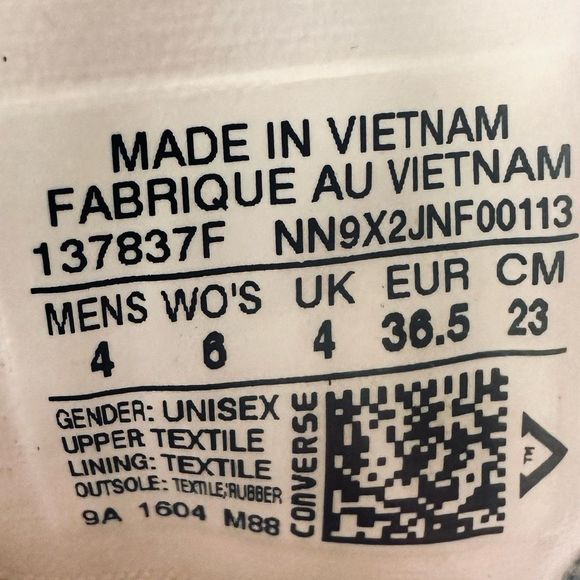 MADE IN VIETNAM
FABRIQUE AU VIETNAM
137837F NN9X2JNF00113
MENS WO'S UK EUR CM
4 6 4 36.5 23
GENDER: UNISEX
UPPER TEXTILE
LINING: TEXTILE
OUTSOLE: TEXTILE;RUBBER
9A 1604 M88
CONVERSE